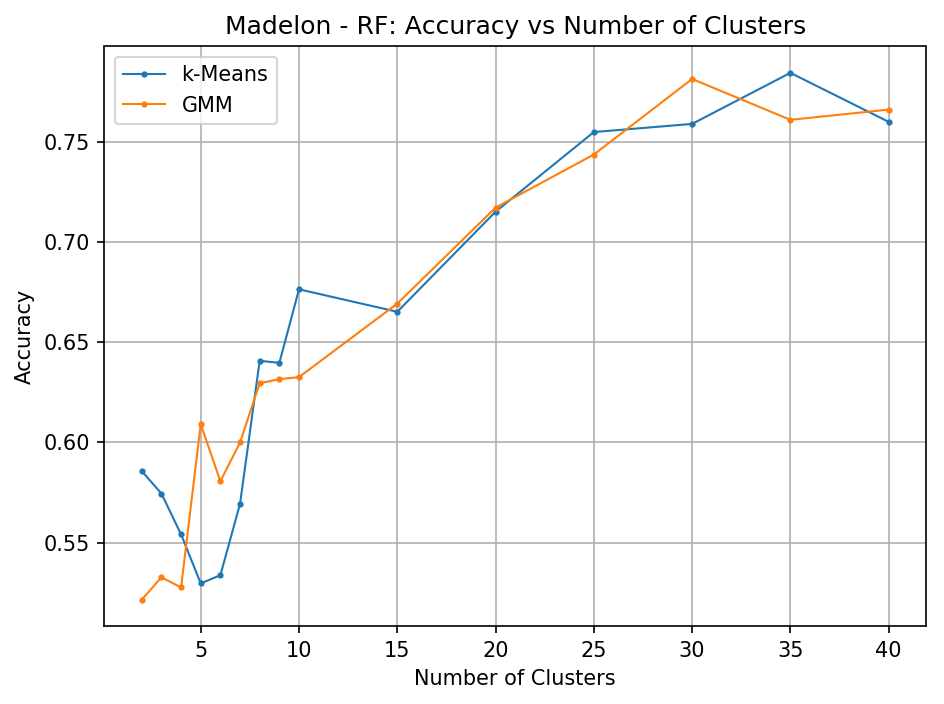 Madelon - RF: Accuracy vs Number of Clusters
k-Means
GMM
Accuracy
0.75
0.70
0.65
0.60
0.55
5 10 15 20 25 30 35 40
Number of Clusters